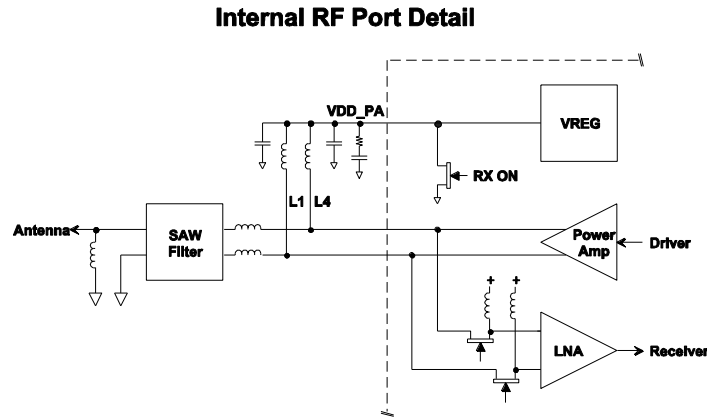 Internal RF Port Detail
VDD_PA
VREG
RX ON
L1 L4
Antenna
SAW
Filter
Power
Amp
Driver
+ +
LNA
Receiver